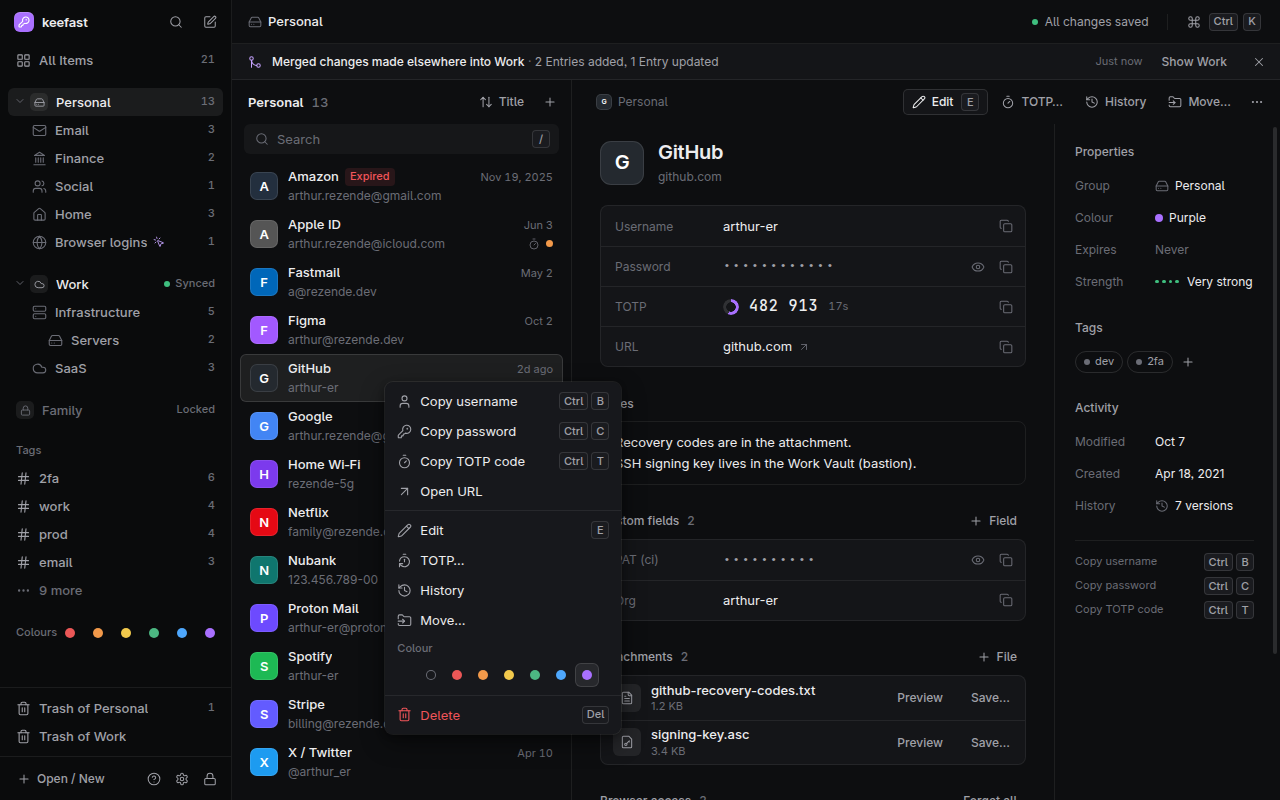 keefast
All Items 21
Personal 13
Email 3
Finance 2
Social 1
Home 3
Browser logins 1
Work Synced
Infrastructure 5
Servers 2
SaaS 3
Family Locked
Tags
2fa 6
work 4
prod 4
email 3
9 more
Colours
Trash of Personal 1
Trash of Work
Open / New
Personal
All changes saved Ctrl K
Merged changes made elsewhere into Work · 2 Entries added, 1 Entry updated
Just now Show Work
Personal 13 Title
Search /
Amazon Expired Nov 19, 2025
arthur.rezende@gmail.com
Apple ID Jun 3
arthur.rezende@icloud.com
Fastmail May 2
a@rezende.dev
Figma Oct 2
arthur@rezende.dev
GitHub 2d ago
arthur-er
Google
Home Wi-Fi
rezende-5g
Netflix
Nubank
123.456.789-00
Proton Mail
Spotify
arthur-er
Stripe
X / Twitter Apr 10
@arthur_er
A
A
F
F
G
G
H
N
N
P
S
S
X
Copy username Ctrl B
Copy password Ctrl C
Copy TOTP code Ctrl T
Open URL
Edit E
TOTP...
History
Move...
Colour
Delete Del
G Personal
Edit E TOTP... History Move...
G GitHub
github.com
Username arthur-er
Password ••••••••••••
TOTP 482 913 17s
URL github.com
Recovery codes are in the attachment.
SSH signing key lives in the Work Vault (bastion).
fields 2 Field
(ci) ••••••••••
arthur-er
2 File
github-recovery-codes.txt
1.2 KB
Preview Save...
signing-key.asc
3.4 KB
Preview Save...
Properties
Group Personal
Colour Purple
Expires Never
Strength Very strong
Tags
dev 2fa
Activity
Modified Oct 7
Created Apr 18, 2021
History 7 versions
Copy username Ctrl B
Copy password Ctrl C
Copy TOTP code Ctrl T